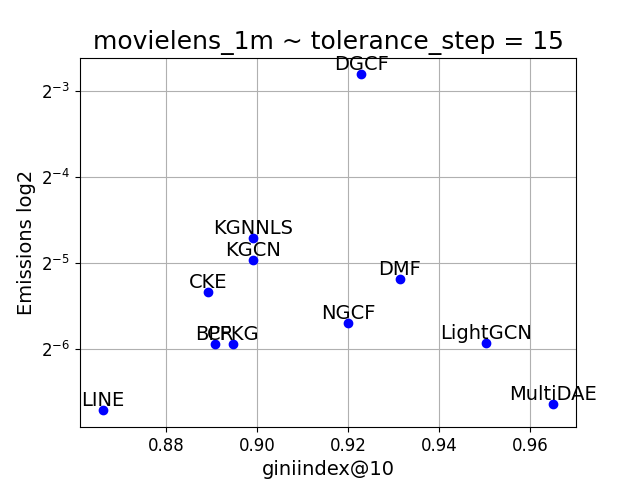 movielens_1m ~ tolerance_step = 15
DGCF
2⁻³
2⁻⁴
KGNNLS
KGCN
2⁻⁵
DMF
CKE
NGCF
BPR
CFKG
LightGCN
2⁻⁶
MultiDAE
LINE
Emissions log2
0.88 0.90 0.92 0.94 0.96
giniindex@10